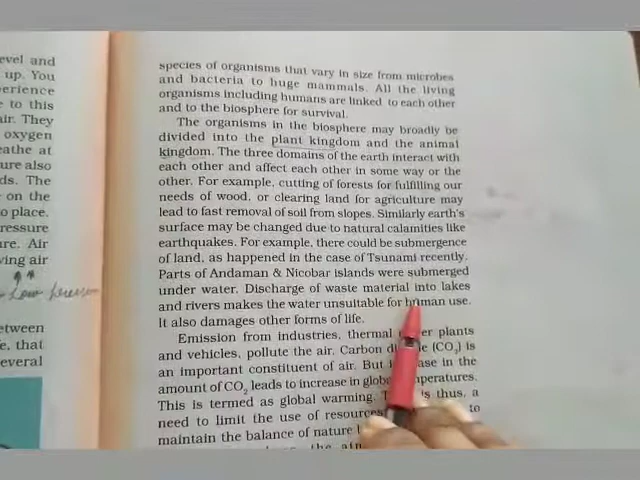 evel and
up. You
erience
e to this
air. They
oxygen
eathe at
ure also
ds. The
on the
o place.
ressure
ure. Air
ving air
Low
etween
e, that
everal
species of organisms that vary in size from microbes
and bacteria to huge mammals. All the living
organisms including humans are linked to each other
and to the biosphere for survival.
The organisms in the biosphere may broadly be
divided into the plant kingdom and the animal
kingdom. The three domains of the earth interact with
each other and affect each other in some way or the
other. For example, cutting of forests for fulfilling our
needs of wood, or clearing land for agriculture may
lead to fast removal of soil from slopes. Similarly earth's
surface may be changed due to natural calamities like
earthquakes. For example, there could be submergence
of land, as happened in the case of Tsunami recently.
Parts of Andaman & Nicobar islands were submerged
under water. Discharge of waste material into lakes
and rivers makes the water unsuitable for human use.
It also damages other forms of life.
Emission from industries, thermal er plants
and vehicles, pollute the air. Carbon di e (CO₂) is
an important constituent of air. But i ase in the
amount of CO₂ leads to increase in global peratures.
This is termed as global warming. T is thus, a
need to limit the use of resources to
maintain the balance of nature
the air